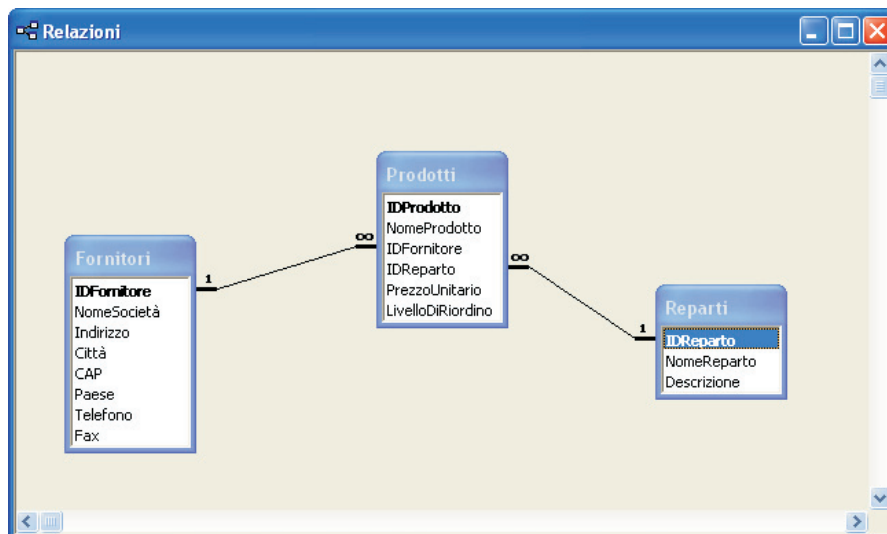 Relazioni
Prodotti
IDProdotto
NomeProdotto
IDFornitore
IDReparto
PrezzoUnitario
LivelloDiRiordino
∞
∞
Fornitori
IDFornitore
NomeSocietà
Indirizzo
Città
CAP
Paese
Telefono
Fax
1
Reparti
IDReparto
NomeReparto
Descrizione
1